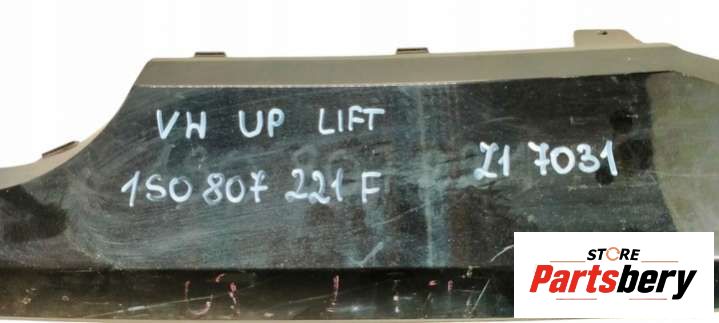 VW UP LIFT
1S0 807 221 F
Z1 7031
STORE
Partsbery